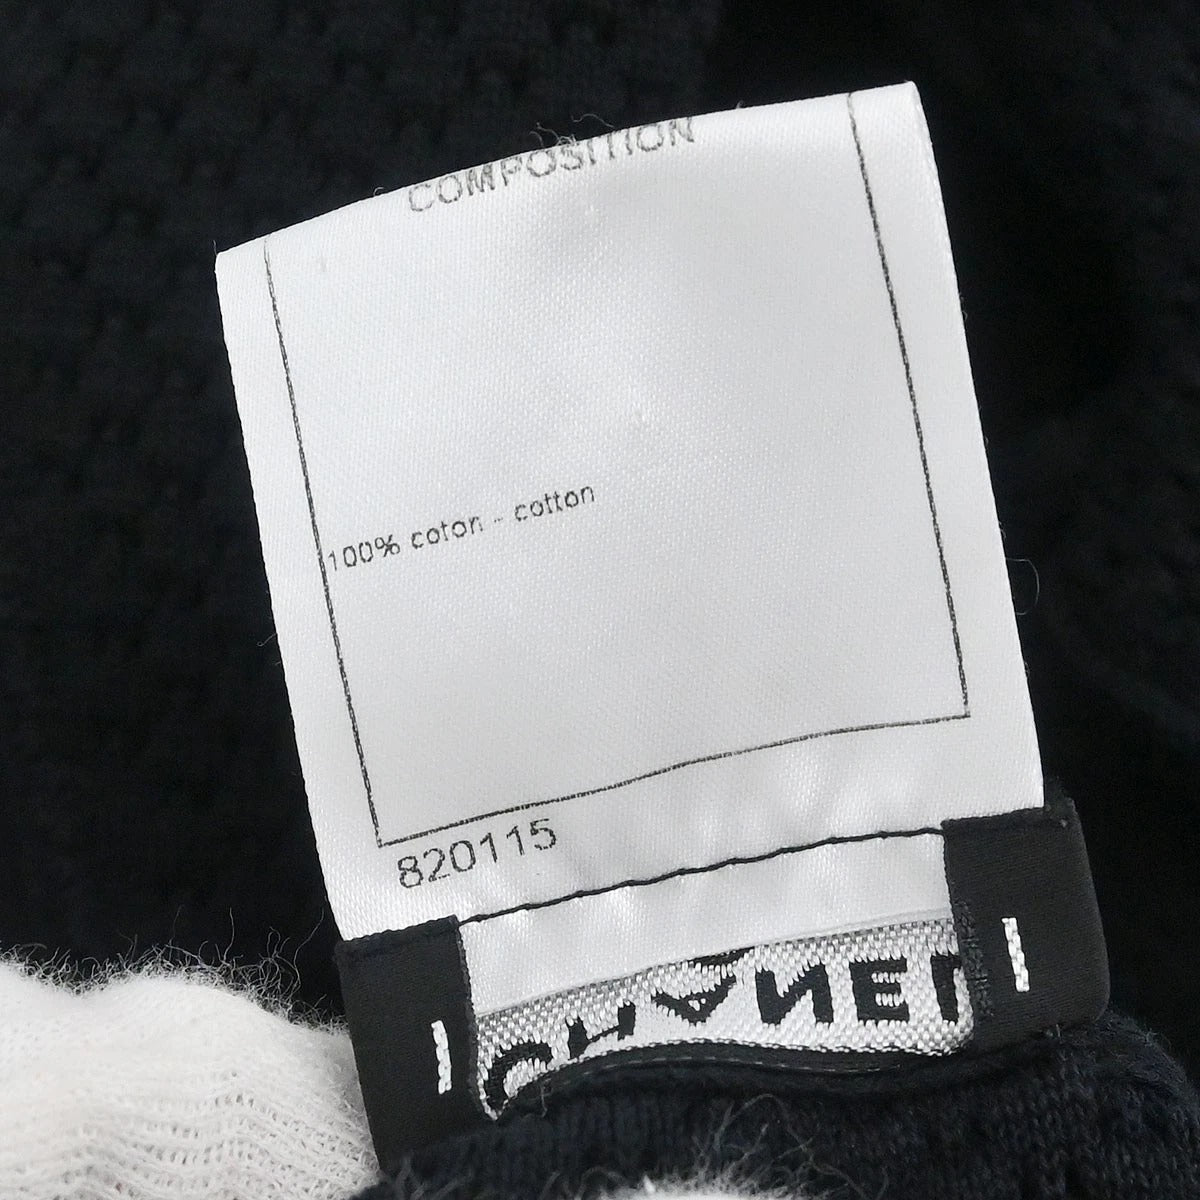 COMPOSITION
100% coton - cotton
820115
CHANEL